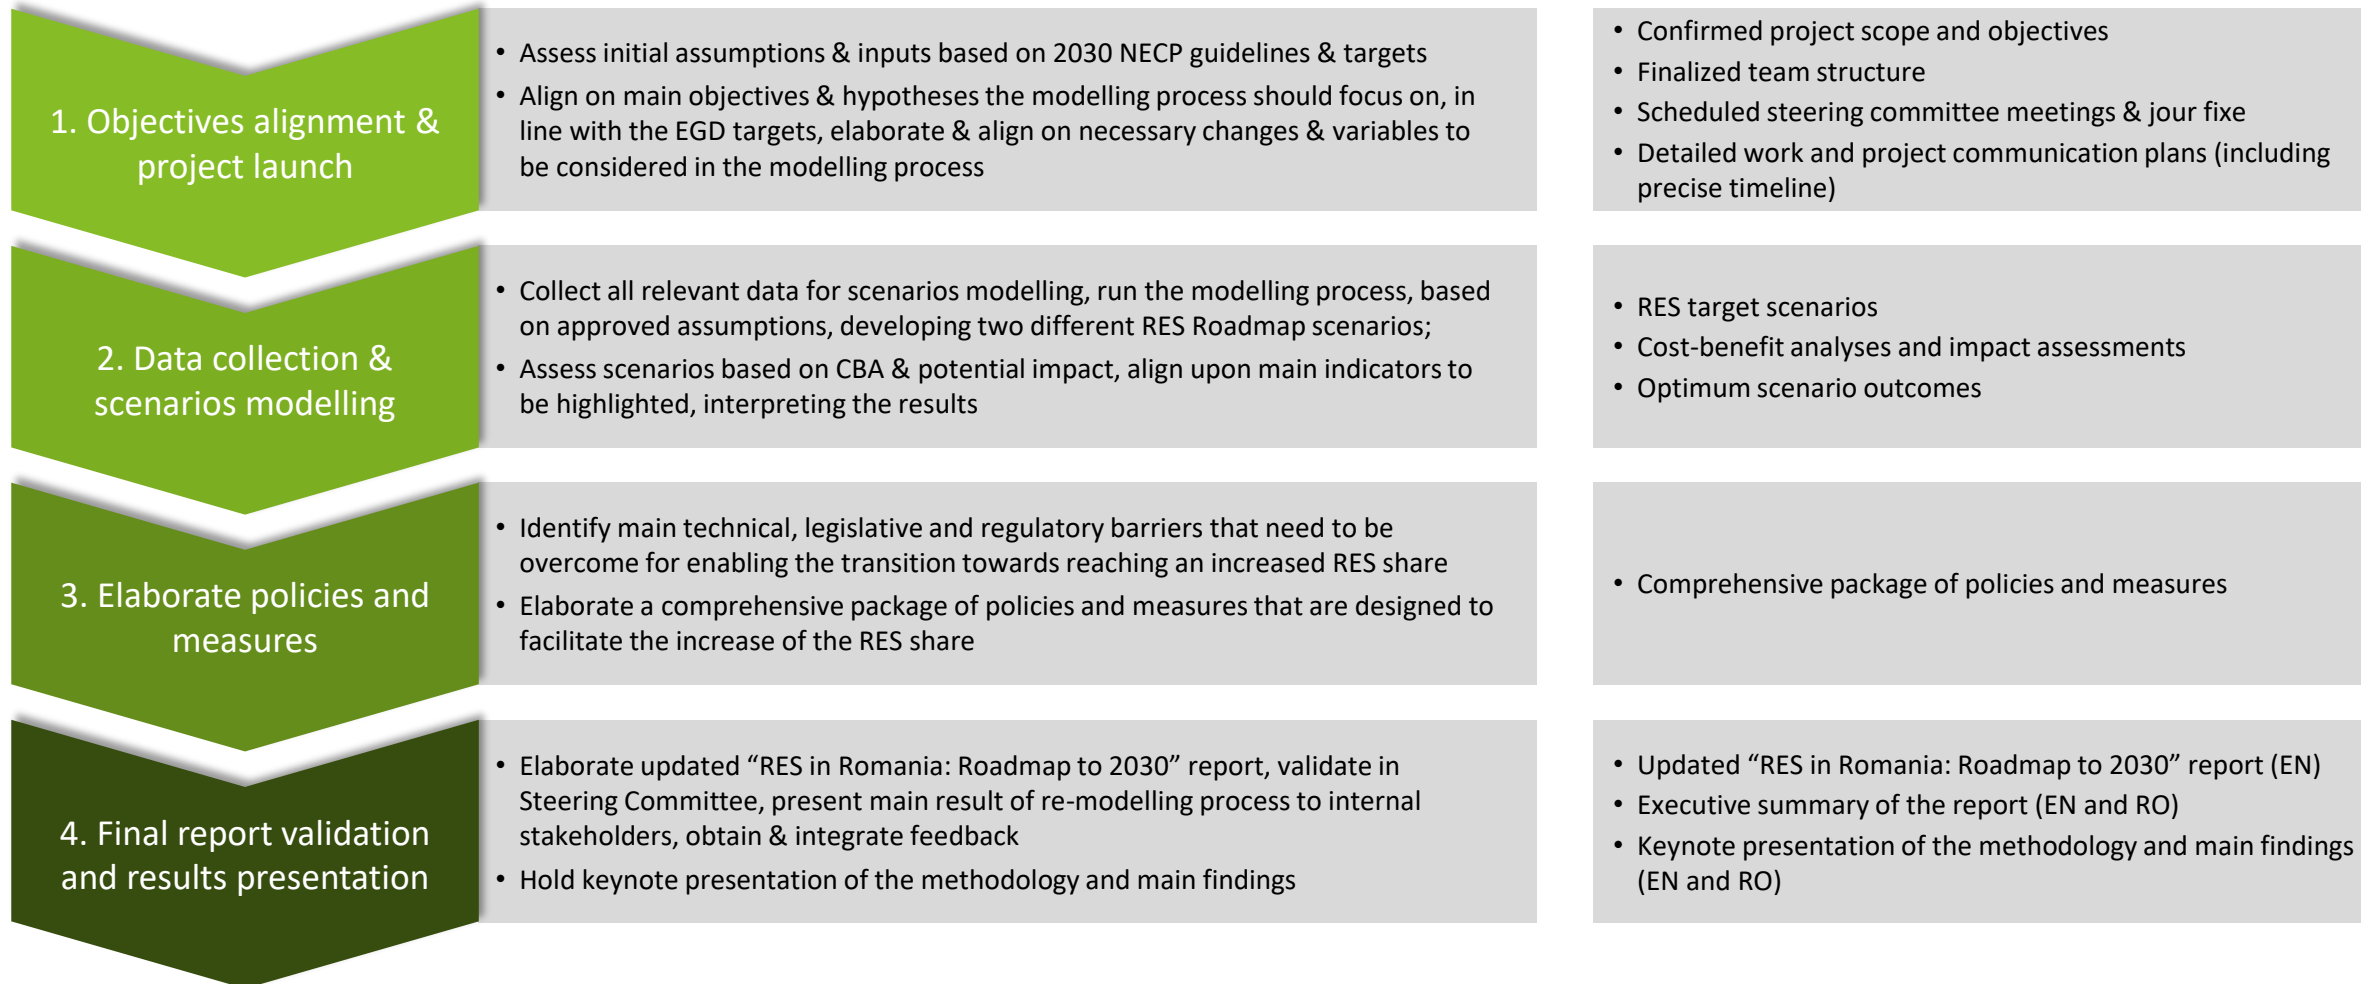 1. Objectives alignment &
project launch
• Assess initial assumptions & inputs based on 2030 NECP guidelines & targets
• Align on main objectives & hypotheses the modelling process should focus on, in
line with the EGD targets, elaborate & align on necessary changes & variables to
be considered in the modelling process
• Confirmed project scope and objectives
• Finalized team structure
• Scheduled steering committee meetings & jour fixe
• Detailed work and project communication plans (including
precise timeline)
2. Data collection &
scenarios modelling
• Collect all relevant data for scenarios modelling, run the modelling process, based
on approved assumptions, developing two different RES Roadmap scenarios;
• Assess scenarios based on CBA & potential impact, align upon main indicators to
be highlighted, interpreting the results
• RES target scenarios
• Cost-benefit analyses and impact assessments
• Optimum scenario outcomes
3. Elaborate policies and
measures
• Identify main technical, legislative and regulatory barriers that need to be
overcome for enabling the transition towards reaching an increased RES share
• Elaborate a comprehensive package of policies and measures that are designed to
facilitate the increase of the RES share
• Comprehensive package of policies and measures
4. Final report validation
and results presentation
• Elaborate updated “RES in Romania: Roadmap to 2030” report, validate in
Steering Committee, present main result of re-modelling process to internal
stakeholders, obtain & integrate feedback
• Hold keynote presentation of the methodology and main findings
• Updated “RES in Romania: Roadmap to 2030” report (EN)
• Executive summary of the report (EN and RO)
• Keynote presentation of the methodology and main findings
(EN and RO)